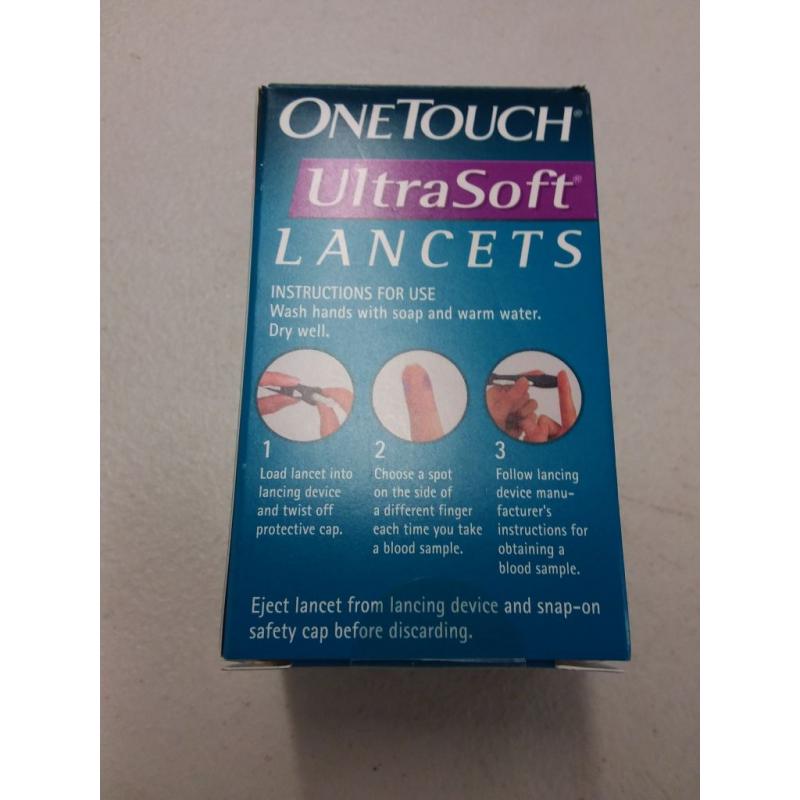 ONETOUCH®
UltraSoft®
LANCETS
INSTRUCTIONS FOR USE
Wash hands with soap and warm water.
Dry well.
1
Load lancet into
lancing device
and twist off
protective cap.
2
Choose a spot
on the side of
a different finger
each time you take
a blood sample.
3
Follow lancing
device manu-
facturer's
instructions for
obtaining a
blood sample.
Eject lancet from lancing device and snap-on
safety cap before discarding.